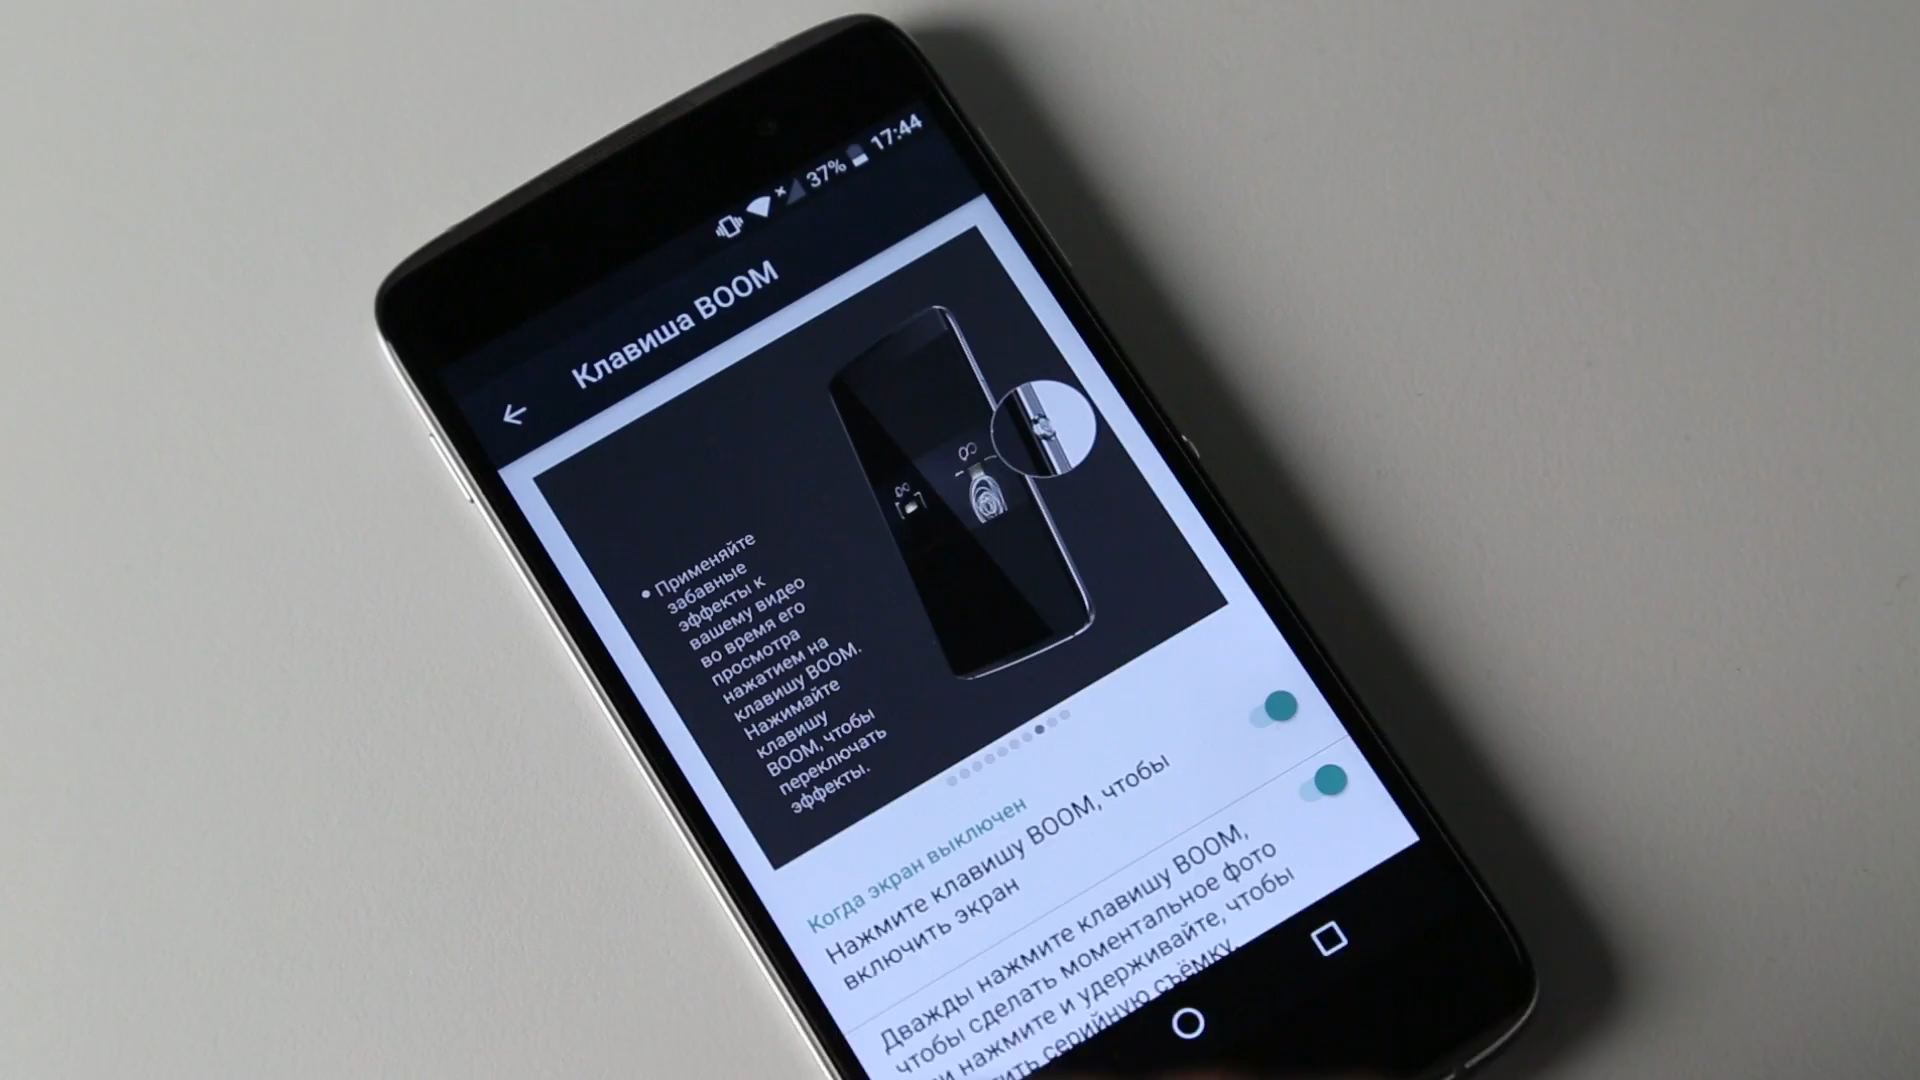 37% 17:44
Клавиша BOOM
• Применяйте
забавные
эффекты к
вашему видео
во время его
просмотра
нажатием на
клавишу BOOM.
Нажимайте
клавишу
BOOM, чтобы
переключать
эффекты.
Когда экран выключен
Нажмите клавишу BOOM, чтобы
включить экран
Дважды нажмите клавишу BOOM,
чтобы сделать моментальное фото
нажмите и удерживайте, чтобы
серийную съёмку.